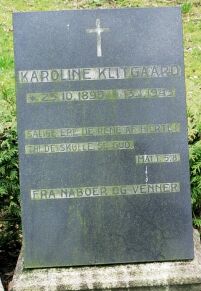 KAROLINE KLITGAARD
SALIGE ERE DE RENE AF HJERTET
THI DE SKULLE SE GUD
MATT. 5.8
FRA NABOER OG VENNER